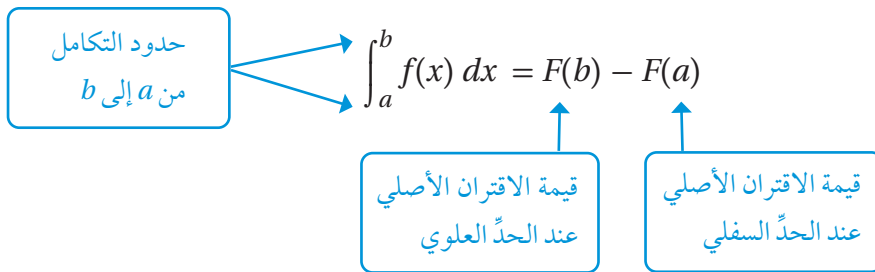 حدود التكامل
من a إلى b
∫_a^b f(x) dx = F(b) − F(a)
قيمة الاقتران الأصلي
عند الحدِّ العلوي
قيمة الاقتران الأصلي
عند الحدِّ السفلي